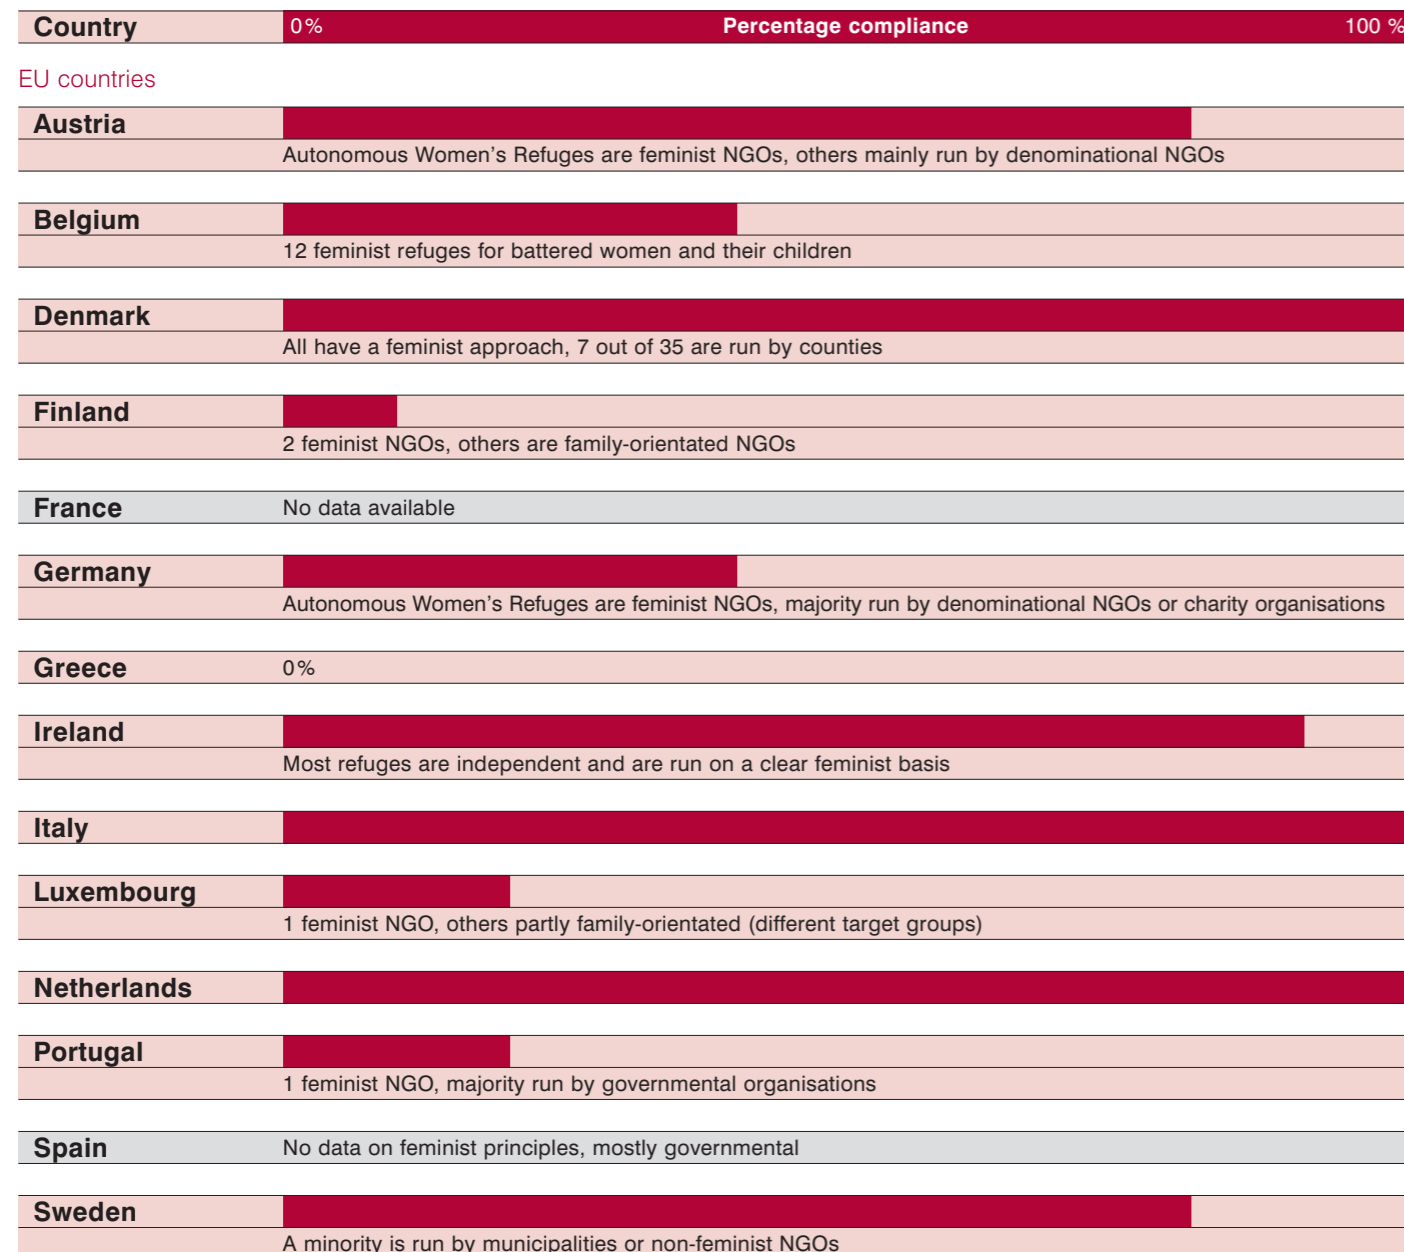 Country 0% Percentage compliance 100 %
EU countries
Austria
Autonomous Women's Refuges are feminist NGOs, others mainly run by denominational NGOs
Belgium
12 feminist refuges for battered women and their children
Denmark
All have a feminist approach, 7 out of 35 are run by counties
Finland
2 feminist NGOs, others are family-orientated NGOs
France No data available
Germany
Autonomous Women's Refuges are feminist NGOs, majority run by denominational NGOs or charity organisations
Greece 0%
Ireland
Most refuges are independent and are run on a clear feminist basis
Italy
Luxembourg
1 feminist NGO, others partly family-orientated (different target groups)
Netherlands
Portugal
1 feminist NGO, majority run by governmental organisations
Spain No data on feminist principles, mostly governmental
Sweden
A minority is run by municipalities or non-feminist NGOs